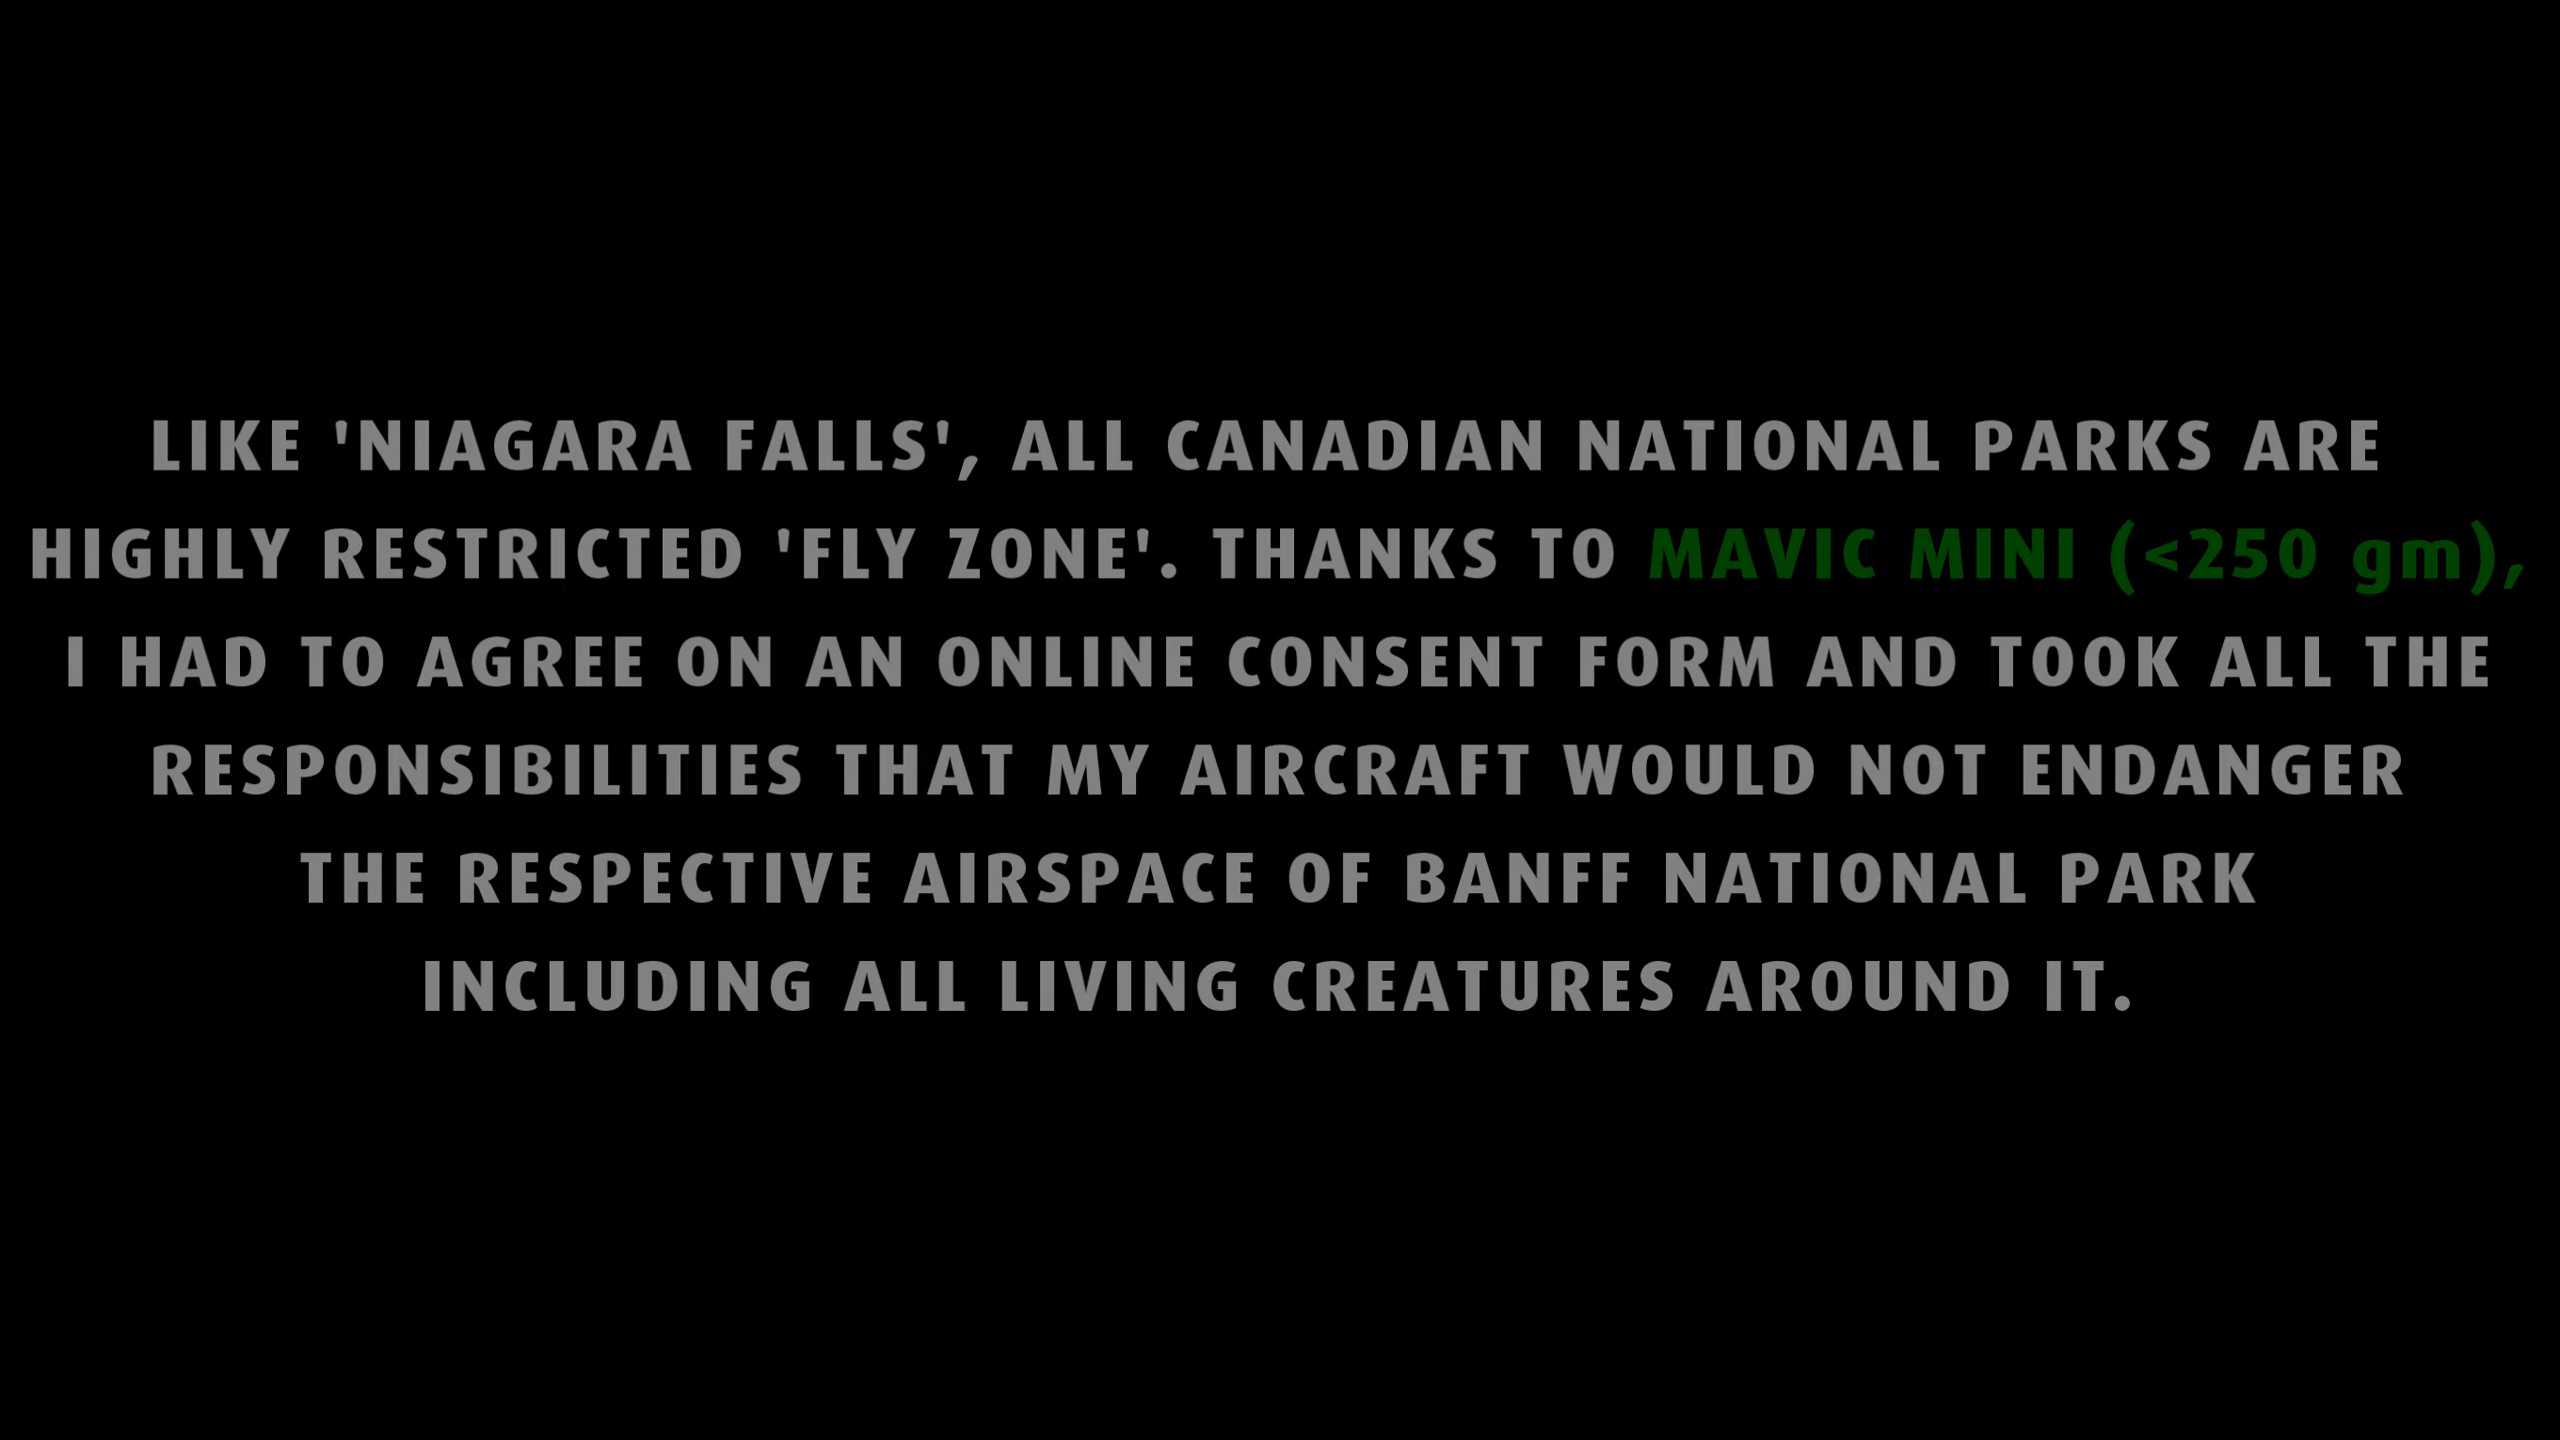 LIKE 'NIAGARA FALLS', ALL CANADIAN NATIONAL PARKS ARE
HIGHLY RESTRICTED 'FLY ZONE'. THANKS TO MAVIC MINI (<250 gm),
I HAD TO AGREE ON AN ONLINE CONSENT FORM AND TOOK ALL THE
RESPONSIBILITIES THAT MY AIRCRAFT WOULD NOT ENDANGER
THE RESPECTIVE AIRSPACE OF BANFF NATIONAL PARK
INCLUDING ALL LIVING CREATURES AROUND IT.